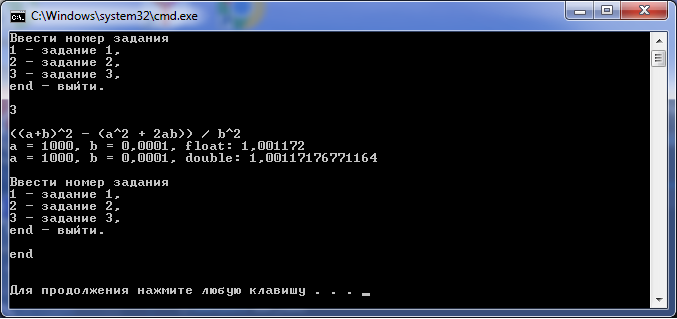 C:\Windows\system32\cmd.exe
Ввести номер задания
1 - задание 1,
2 - задание 2,
3 - задание 3,
end - выйти.
3
((a+b)^2 - (a^2 + 2ab)) / b^2
a = 1000, b = 0,0001, float: 1,001172
a = 1000, b = 0,0001, double: 1,00117176771164
Ввести номер задания
1 - задание 1,
2 - задание 2,
3 - задание 3,
end - выйти.
end
Для продолжения нажмите любую клавишу . . . _